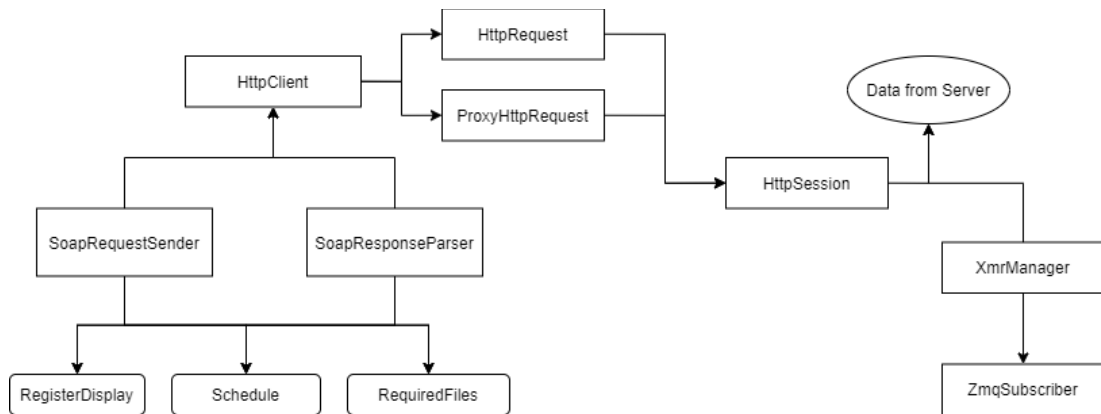 HttpRequest
HttpClient
Data from Server
ProxyHttpRequest
HttpSession
SoapRequestSender
SoapResponseParser
XmrManager
RegisterDisplay
Schedule
RequiredFiles
ZmqSubscriber